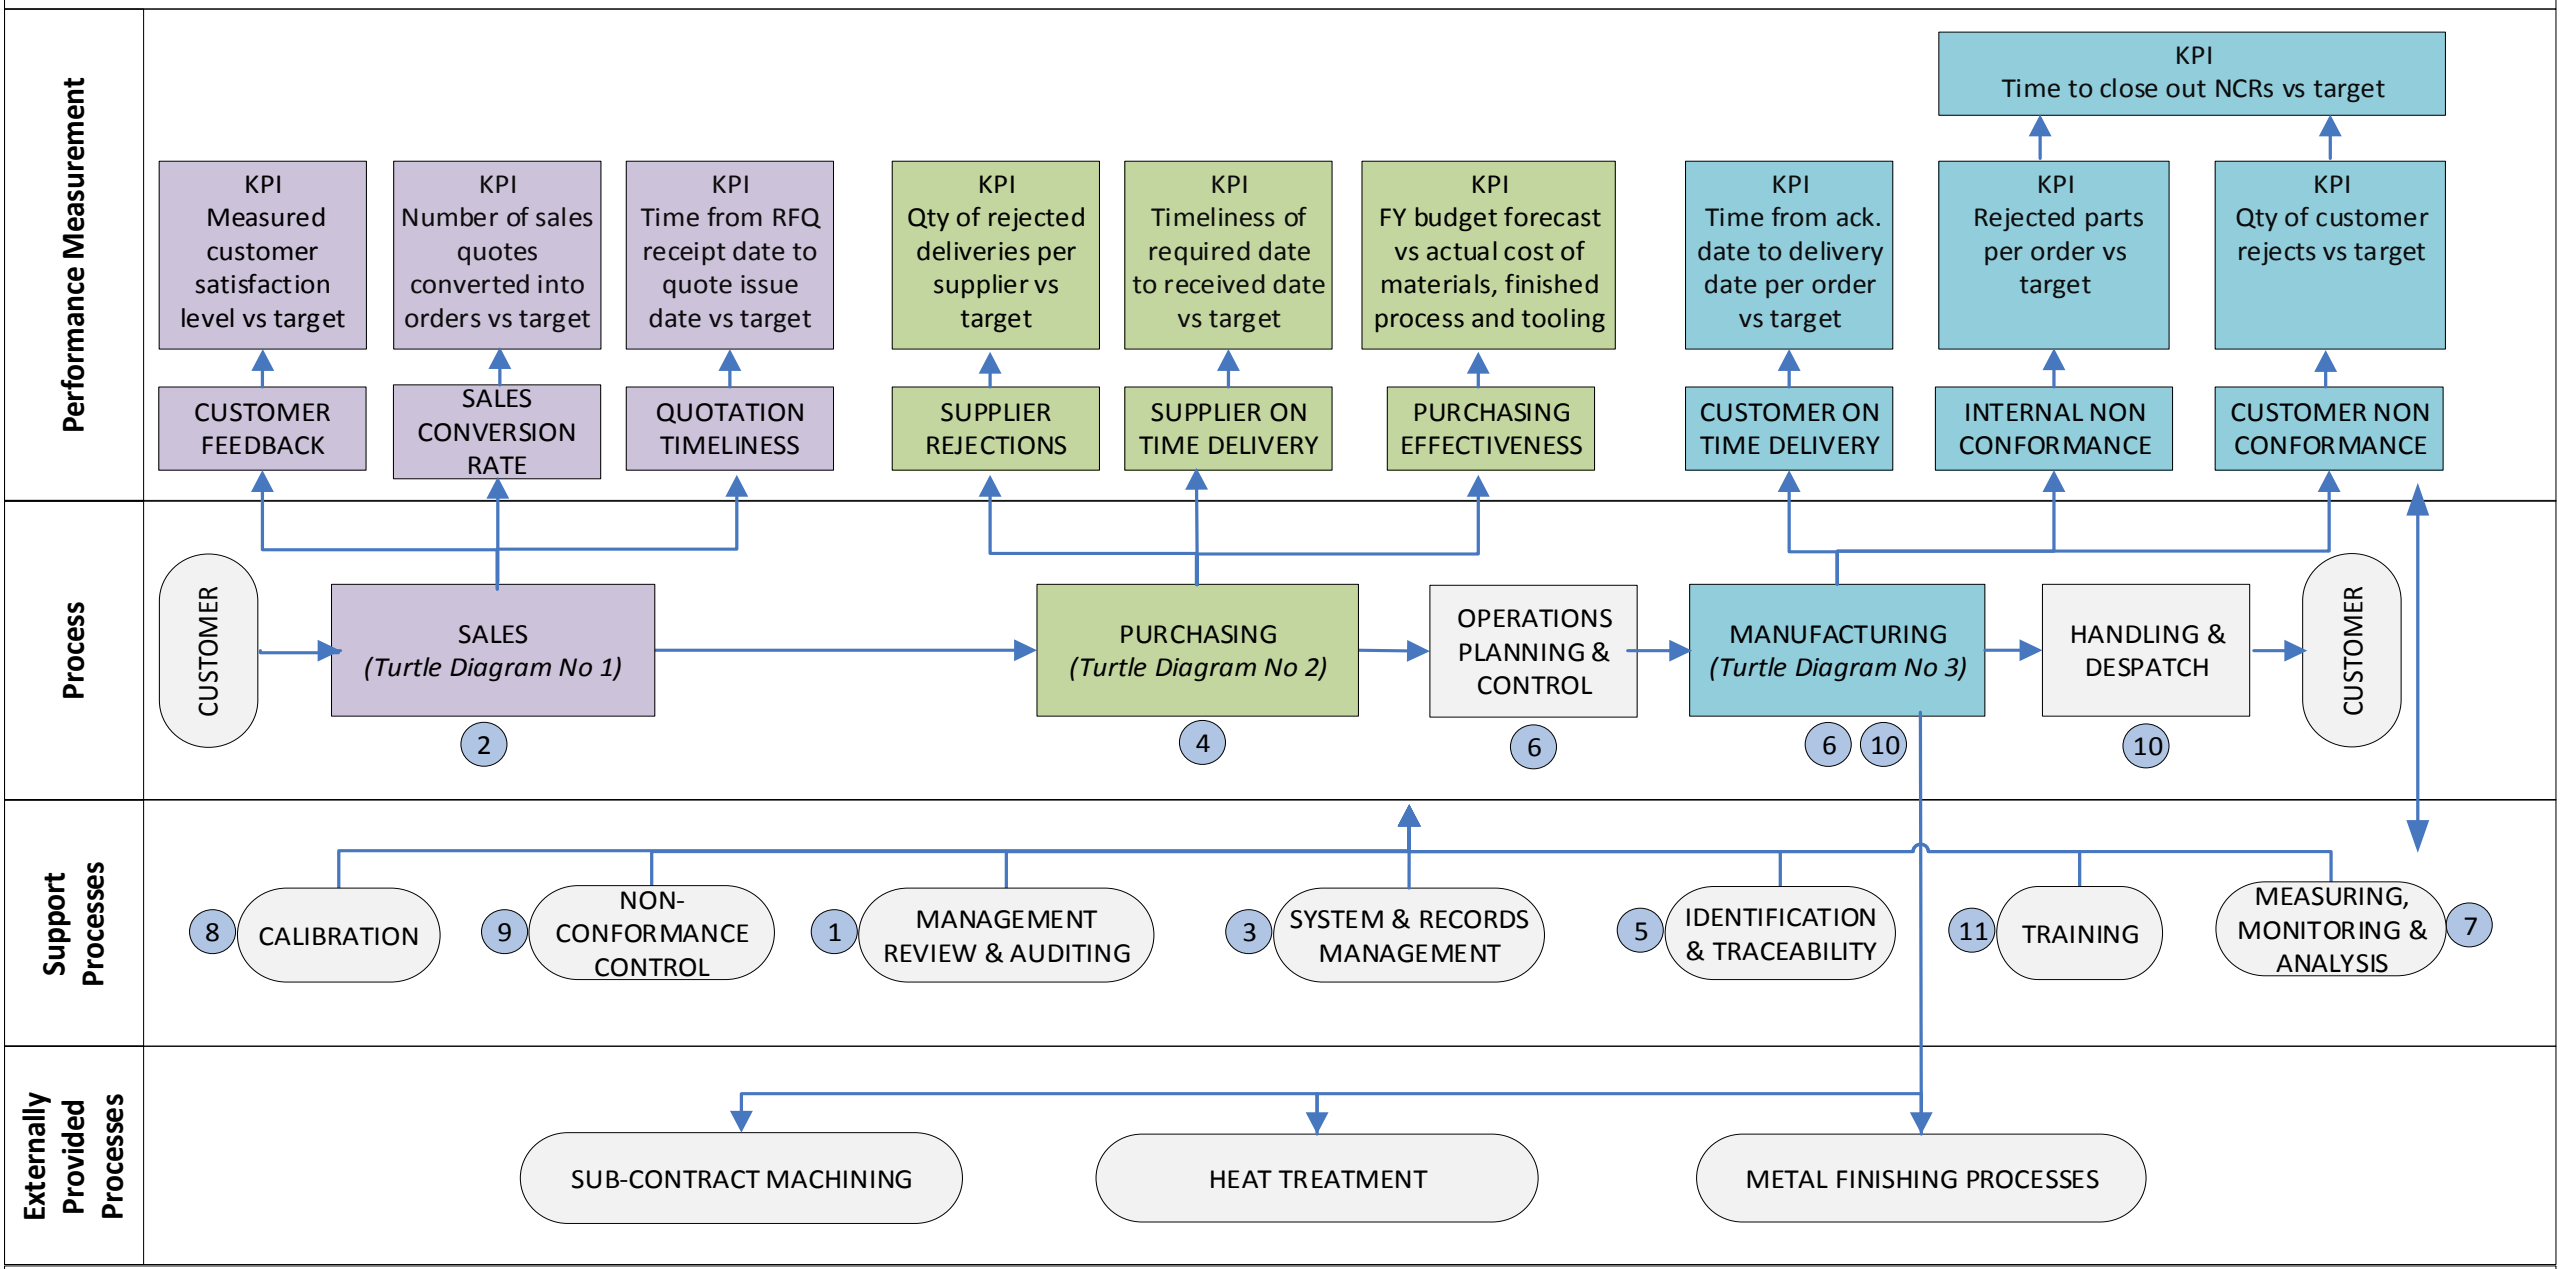 Performance Measurement
KPI
Time to close out NCRs vs target
KPI
Measured
customer
satisfaction
level vs target
KPI
Number of sales
quotes
converted into
orders vs target
KPI
Time from RFQ
receipt date to
quote issue
date vs target
KPI
Qty of rejected
deliveries per
supplier vs
target
KPI
Timeliness of
required date
to received date
vs target
KPI
FY budget forecast
vs actual cost of
materials, finished
process and tooling
KPI
Time from ack.
date to delivery
date per order
vs target
KPI
Rejected parts
per order vs
target
KPI
Qty of customer
rejects vs target
CUSTOMER
FEEDBACK
SALES
CONVERSION
RATE
QUOTATION
TIMELINESS
SUPPLIER
REJECTIONS
SUPPLIER ON
TIME DELIVERY
PURCHASING
EFFECTIVENESS
CUSTOMER ON
TIME DELIVERY
INTERNAL NON
CONFORMANCE
CUSTOMER NON
CONFORMANCE
Process
CUSTOMER
SALES
(Turtle Diagram No 1)
2
PURCHASING
(Turtle Diagram No 2)
4
OPERATIONS
PLANNING &
CONTROL
6
MANUFACTURING
(Turtle Diagram No 3)
6
10
HANDLING &
DESPATCH
10
CUSTOMER
Support
Processes
8
CALIBRATION
9
NON-
CONFORMANCE
CONTROL
1
MANAGEMENT
REVIEW & AUDITING
3
SYSTEM & RECORDS
MANAGEMENT
5
IDENTIFICATION
& TRACEABILITY
11
TRAINING
MEASURING,
MONITORING &
ANALYSIS
7
Externally
Provided
Processes
SUB-CONTRACT MACHINING
HEAT TREATMENT
METAL FINISHING PROCESSES